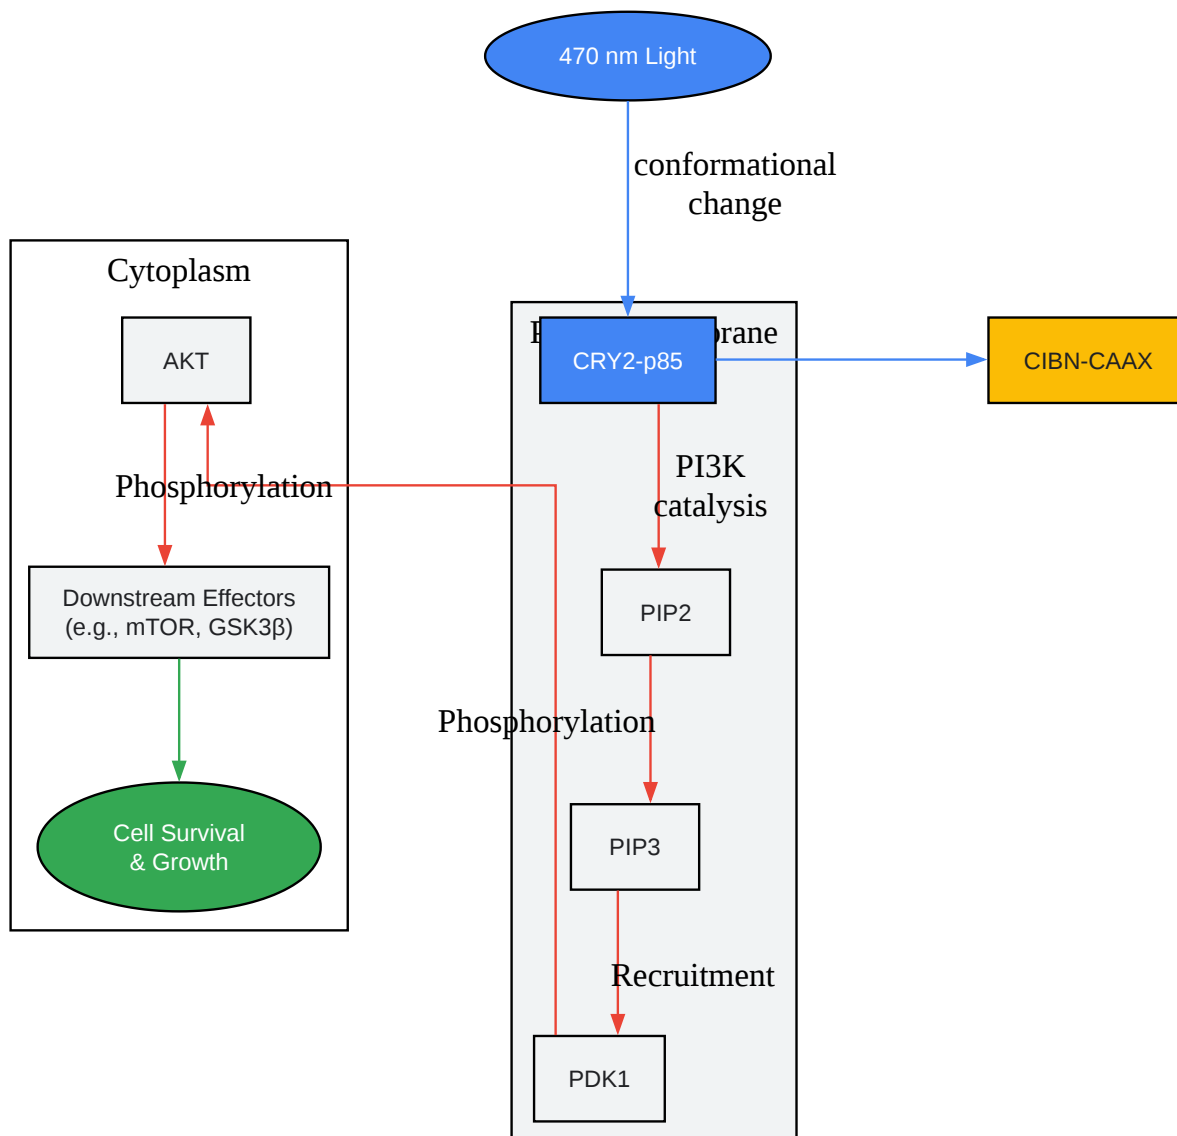 470 nm Light
conformational
change
Cytoplasm
AKT
CRY2-p85
CIBN-CAAX
Phosphorylation
PI3K
catalysis
Downstream Effectors
(e.g., mTOR, GSK3β)
PIP2
Phosphorylation
Cell Survival
& Growth
PIP3
Recruitment
PDK1